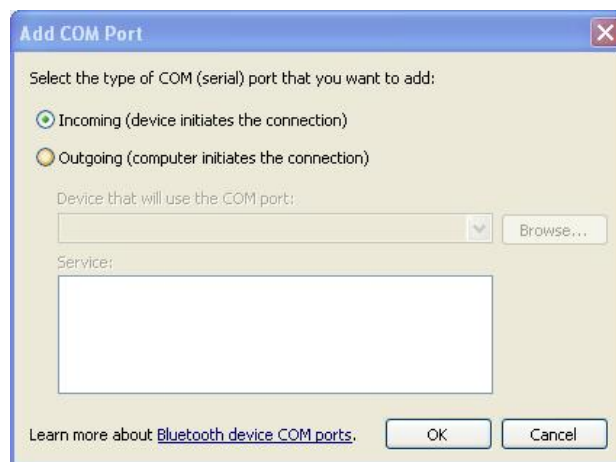 Add COM Port
Select the type of COM (serial) port that you want to add:
Incoming (device initiates the connection)
Outgoing (computer initiates the connection)
Device that will use the COM port:
Browse...
Service:
Learn more about Bluetooth device COM ports. OK Cancel